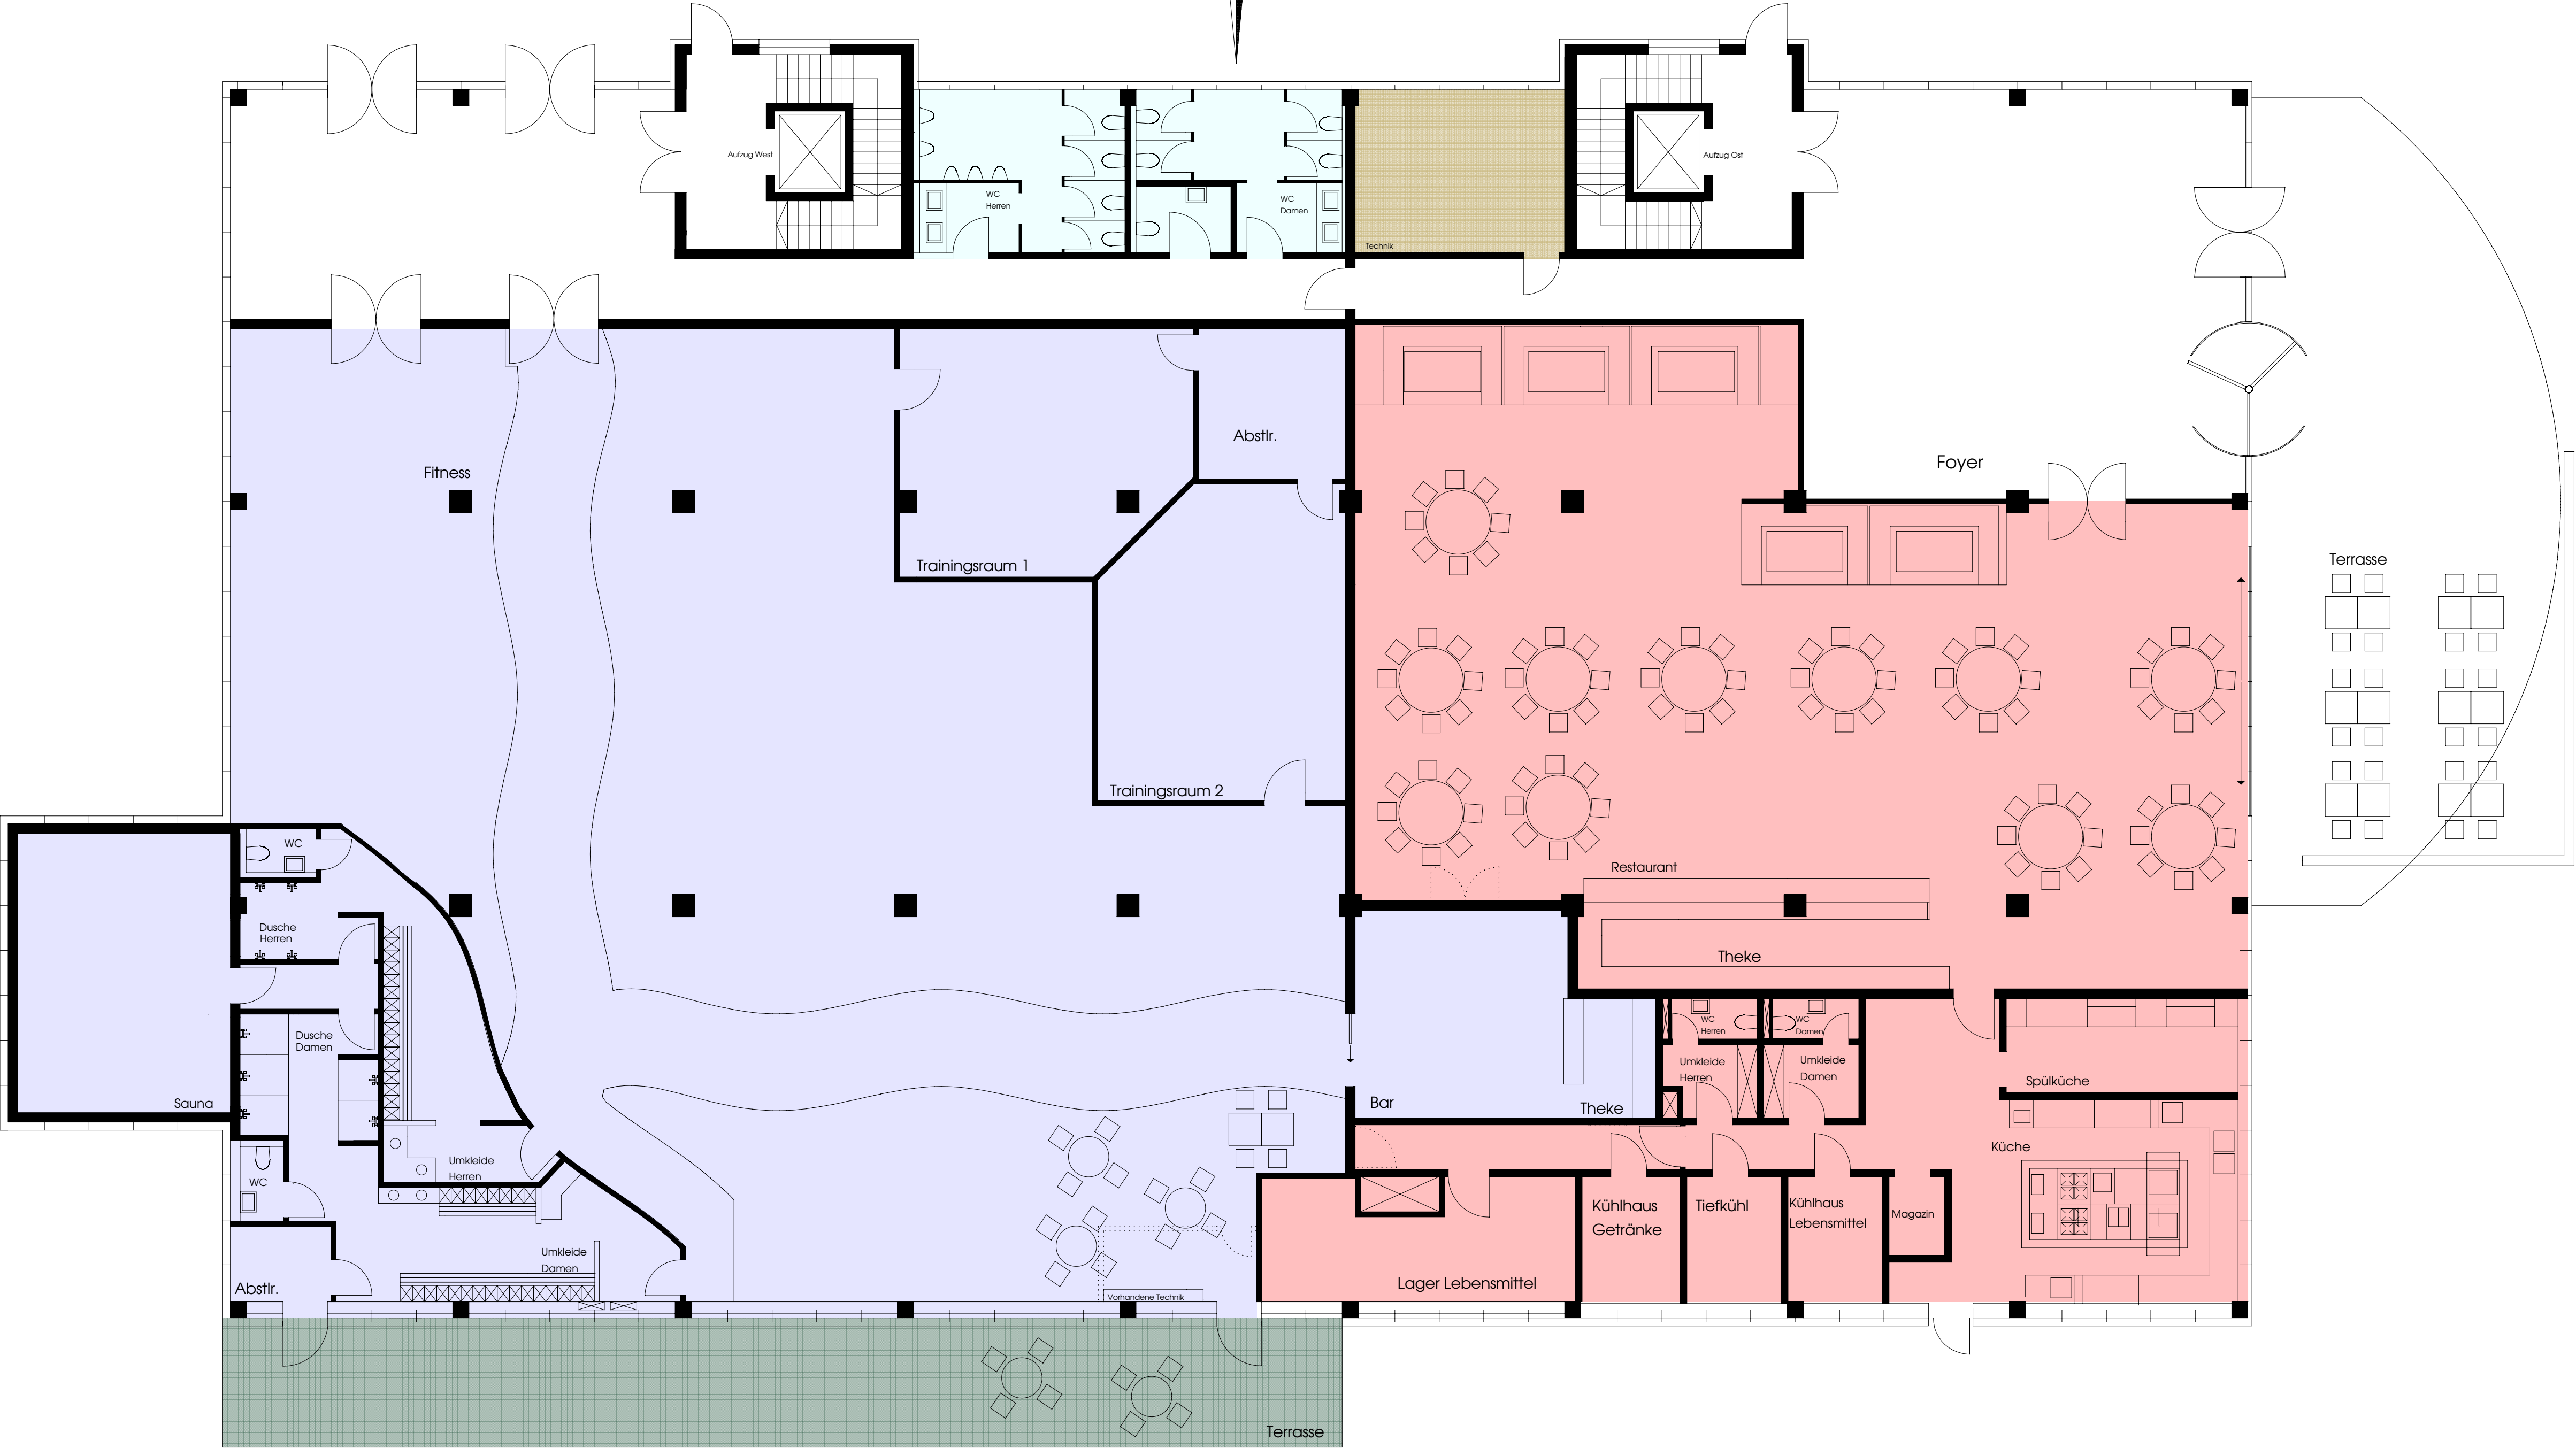 Aufzug West
WC
Herren
WC
Damen
Technik
Aufzug Ost
Abstlr.
Fitness
Foyer
Trainingsraum 1
Terrasse
Trainingsraum 2
WC
Restaurant
Dusche
Herren
Theke
Dusche
Damen
WC
Herren
WC
Damen
Umkleide
Herren
Umkleide
Damen
Spülküche
Sauna
Bar
Theke
Küche
Umkleide
Herren
WC
Kühlhaus
Getränke
Tiefkühl
Kühlhaus
Lebensmittel
Magazin
Umkleide
Damen
Abstlr.
Lager Lebensmittel
Vorhandene Technik
Terrasse